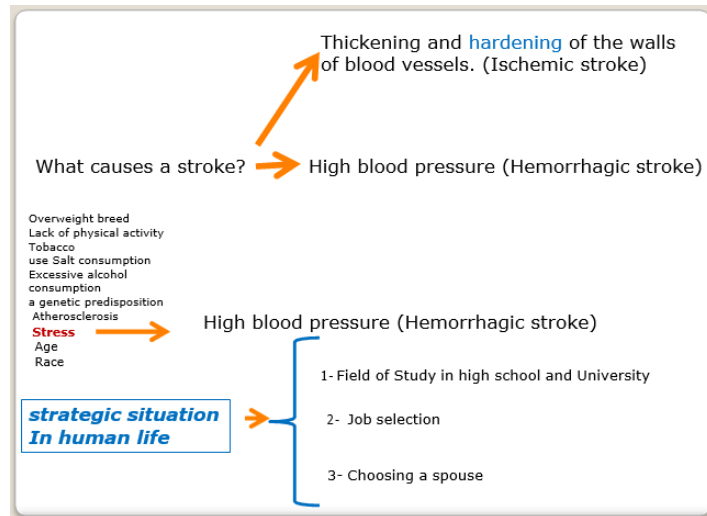 Thickening and hardening of the walls
of blood vessels. (Ischemic stroke)
What causes a stroke?
High blood pressure (Hemorrhagic stroke)
Overweight breed
Lack of physical activity
Tobacco
use Salt consumption
Excessive alcohol
consumption
a genetic predisposition
Atherosclerosis
Stress
Age
Race
High blood pressure (Hemorrhagic stroke)
strategic situation
In human life
1- Field of Study in high school and University
2- Job selection
3- Choosing a spouse